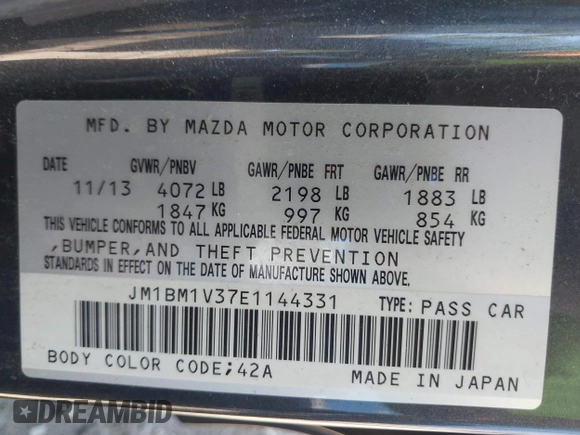 MFD. BY MAZDA MOTOR CORPORATION
DATE GVWR/PNBV GAWR/PNBE FRT GAWR/PNBE RR
11/13 4072 LB 2198 LB 1883 LB
1847 KG 997 KG 854 KG
THIS VEHICLE CONFORMS TO ALL APPLICABLE FEDERAL MOTOR VEHICLE SAFETY
,BUMPER,AND THEFT PREVENTION
STANDARDS IN EFFECT ON THE DATE OF MANUFACTURE SHOWN ABOVE.
JM1BM1V37E1144331 TYPE: PASS CAR
BODY COLOR CODE;42A MADE IN JAPAN
DREAMBID